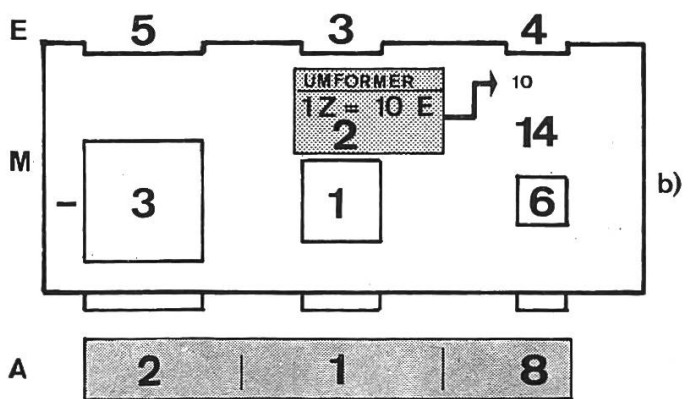 E 5 3 4
UMFORMER
1Z = 10 E
10
2
14
M
– 3 1 6
b)
A 2 1 8